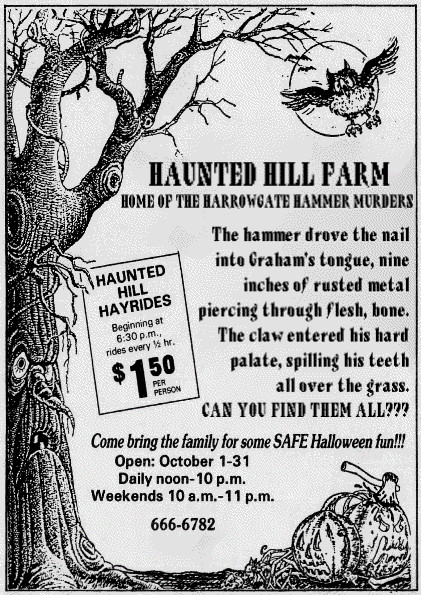 HAUNTED HILL FARM
HOME OF THE HARROWGATE HAMMER MURDERS
The hammer drove the nail
into Graham's tongue, nine
inches of rusted metal
piercing through flesh, bone.
The claw entered his hard
palate, spilling his teeth
all over the grass.
CAN YOU FIND THEM ALL???
HAUNTED
HILL
HAYRIDES
Beginning at
6:30 p.m.,
rides every ½ hr.
$1.50
PER
PERSON
Come bring the family for some SAFE Halloween fun!!!
Open: October 1-31
Daily noon-10 p.m.
Weekends 10 a.m.-11 p.m.
666-6782